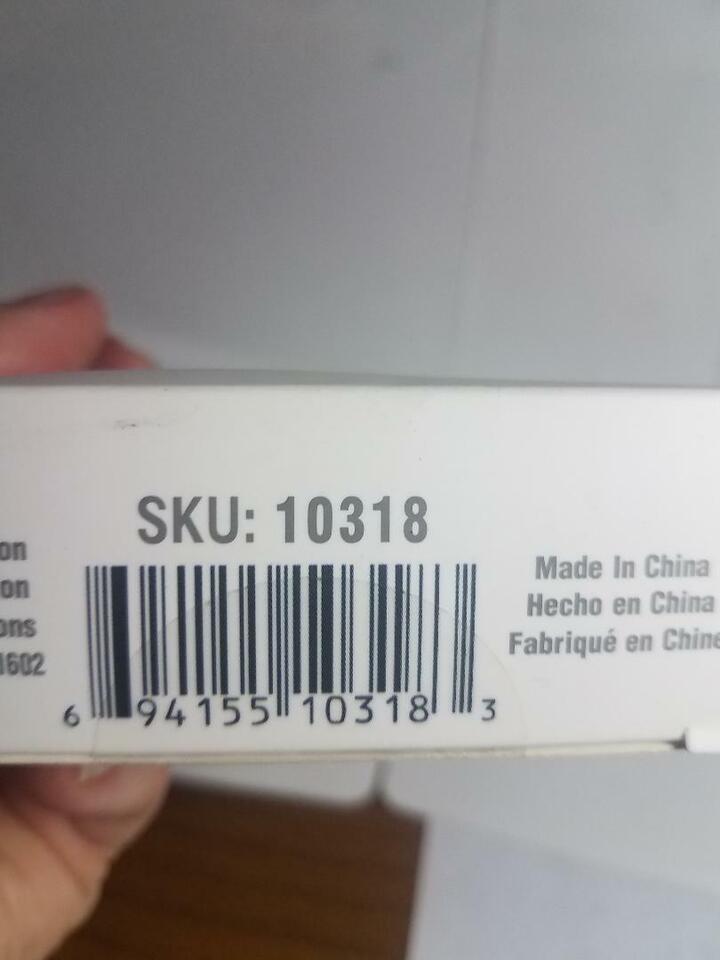 SKU: 10318
on
on
ons
1602
6 94155 10318 3
Made In China
Hecho en China
Fabriqué en Chine